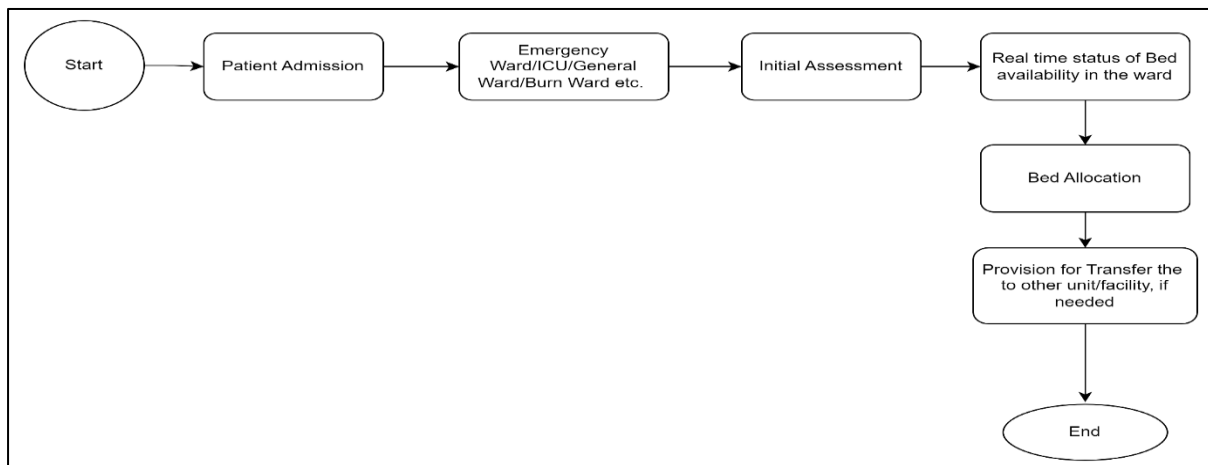 Start
Patient Admission
Emergency
Ward/ICU/General
Ward/Burn Ward etc.
Initial Assessment
Real time status of Bed
availability in the ward
Bed Allocation
Provision for Transfer the
to other unit/facility, if
needed
End